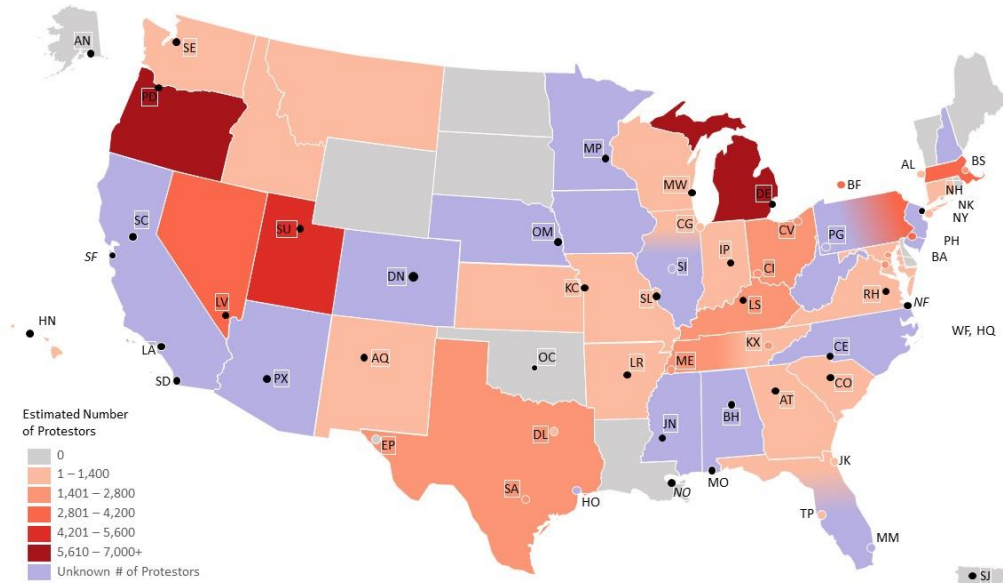 AN
SE
PD
SC
SF
LA
SD
HN
LV
SU
PX
DN
AQ
EP
DL
SA
HO
OC
OM
MP
KC
SL
LR
MW
CG
SI
IP
DE
CV
CI
LS
KX
ME
JN
BH
MO
NO
AT
CO
CE
RH
NF
WF, HQ
JK
TP
MM
SJ
PG
BF
AL
BS
NH
NK
NY
PH
BA
Estimated Number
of Protestors
0
1 – 1,400
1,401 – 2,800
2,801 – 4,200
4,201 – 5,600
5,610 – 7,000+
Unknown # of Protestors